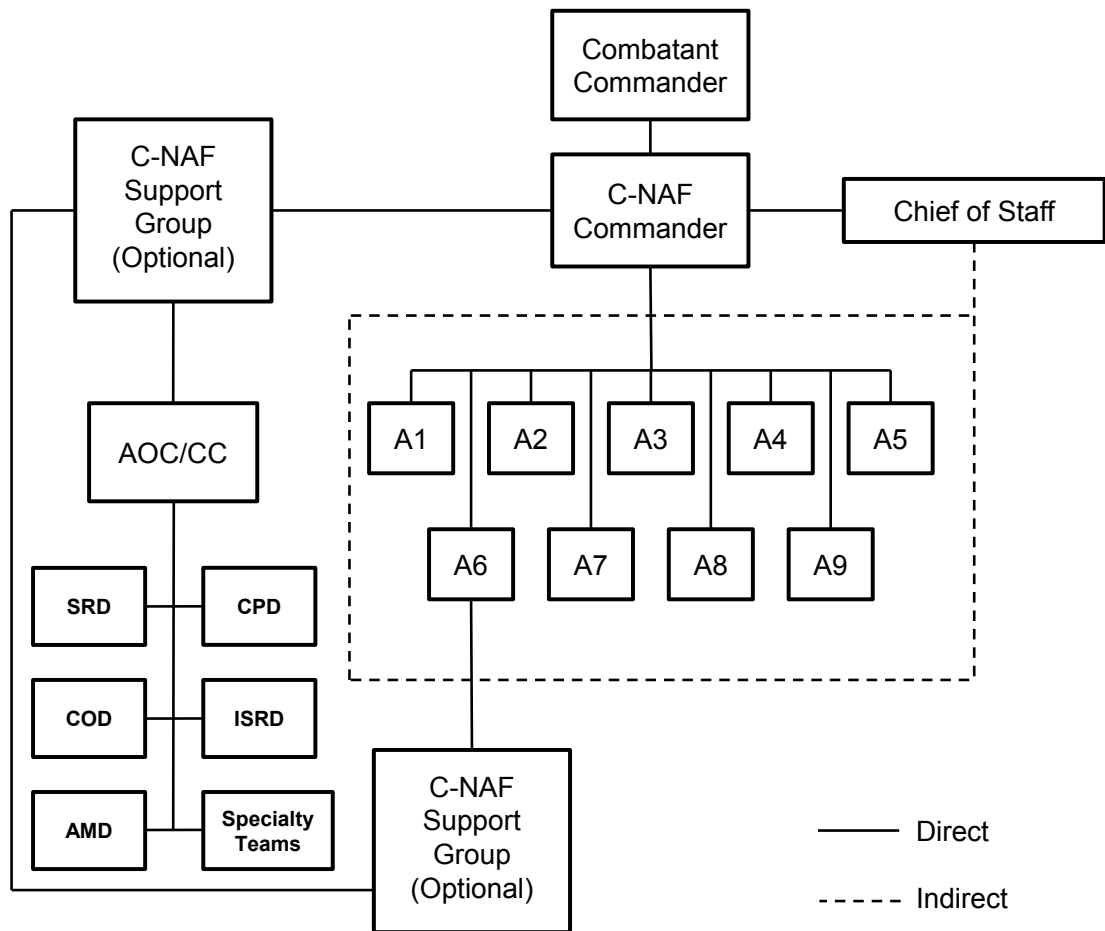 Combatant
Commander
C-NAF
Support
Group
(Optional)
C-NAF
Commander
Chief of Staff
A1
A2
A3
A4
A5
AOC/CC
A6
A7
A8
A9
SRD
CPD
COD
ISRD
C-NAF
Support
Group
(Optional)
AMD
Specialty
Teams
Direct
Indirect